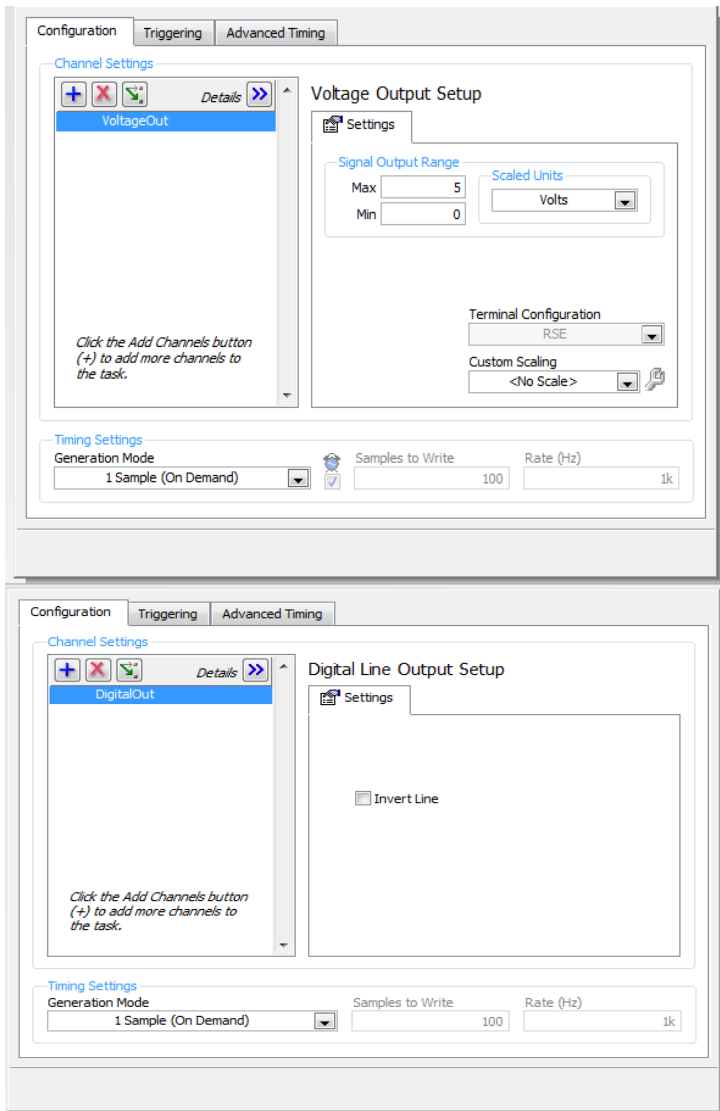 Configuration
Triggering
Advanced Timing
Channel Settings
Details
VoltageOut
Click the Add Channels button
(+) to add more channels to
the task.
Voltage Output Setup
Settings
Signal Output Range
Max
5
Min
0
Scaled Units
Volts
Terminal Configuration
RSE
Custom Scaling
<No Scale>
Timing Settings
Generation Mode
1 Sample (On Demand)
Samples to Write
100
Rate (Hz)
1k
Configuration
Triggering
Advanced Timing
Channel Settings
Details
DigitalOut
Click the Add Channels button
(+) to add more channels to
the task.
Digital Line Output Setup
Settings
Invert Line
Timing Settings
Generation Mode
1 Sample (On Demand)
Samples to Write
100
Rate (Hz)
1k